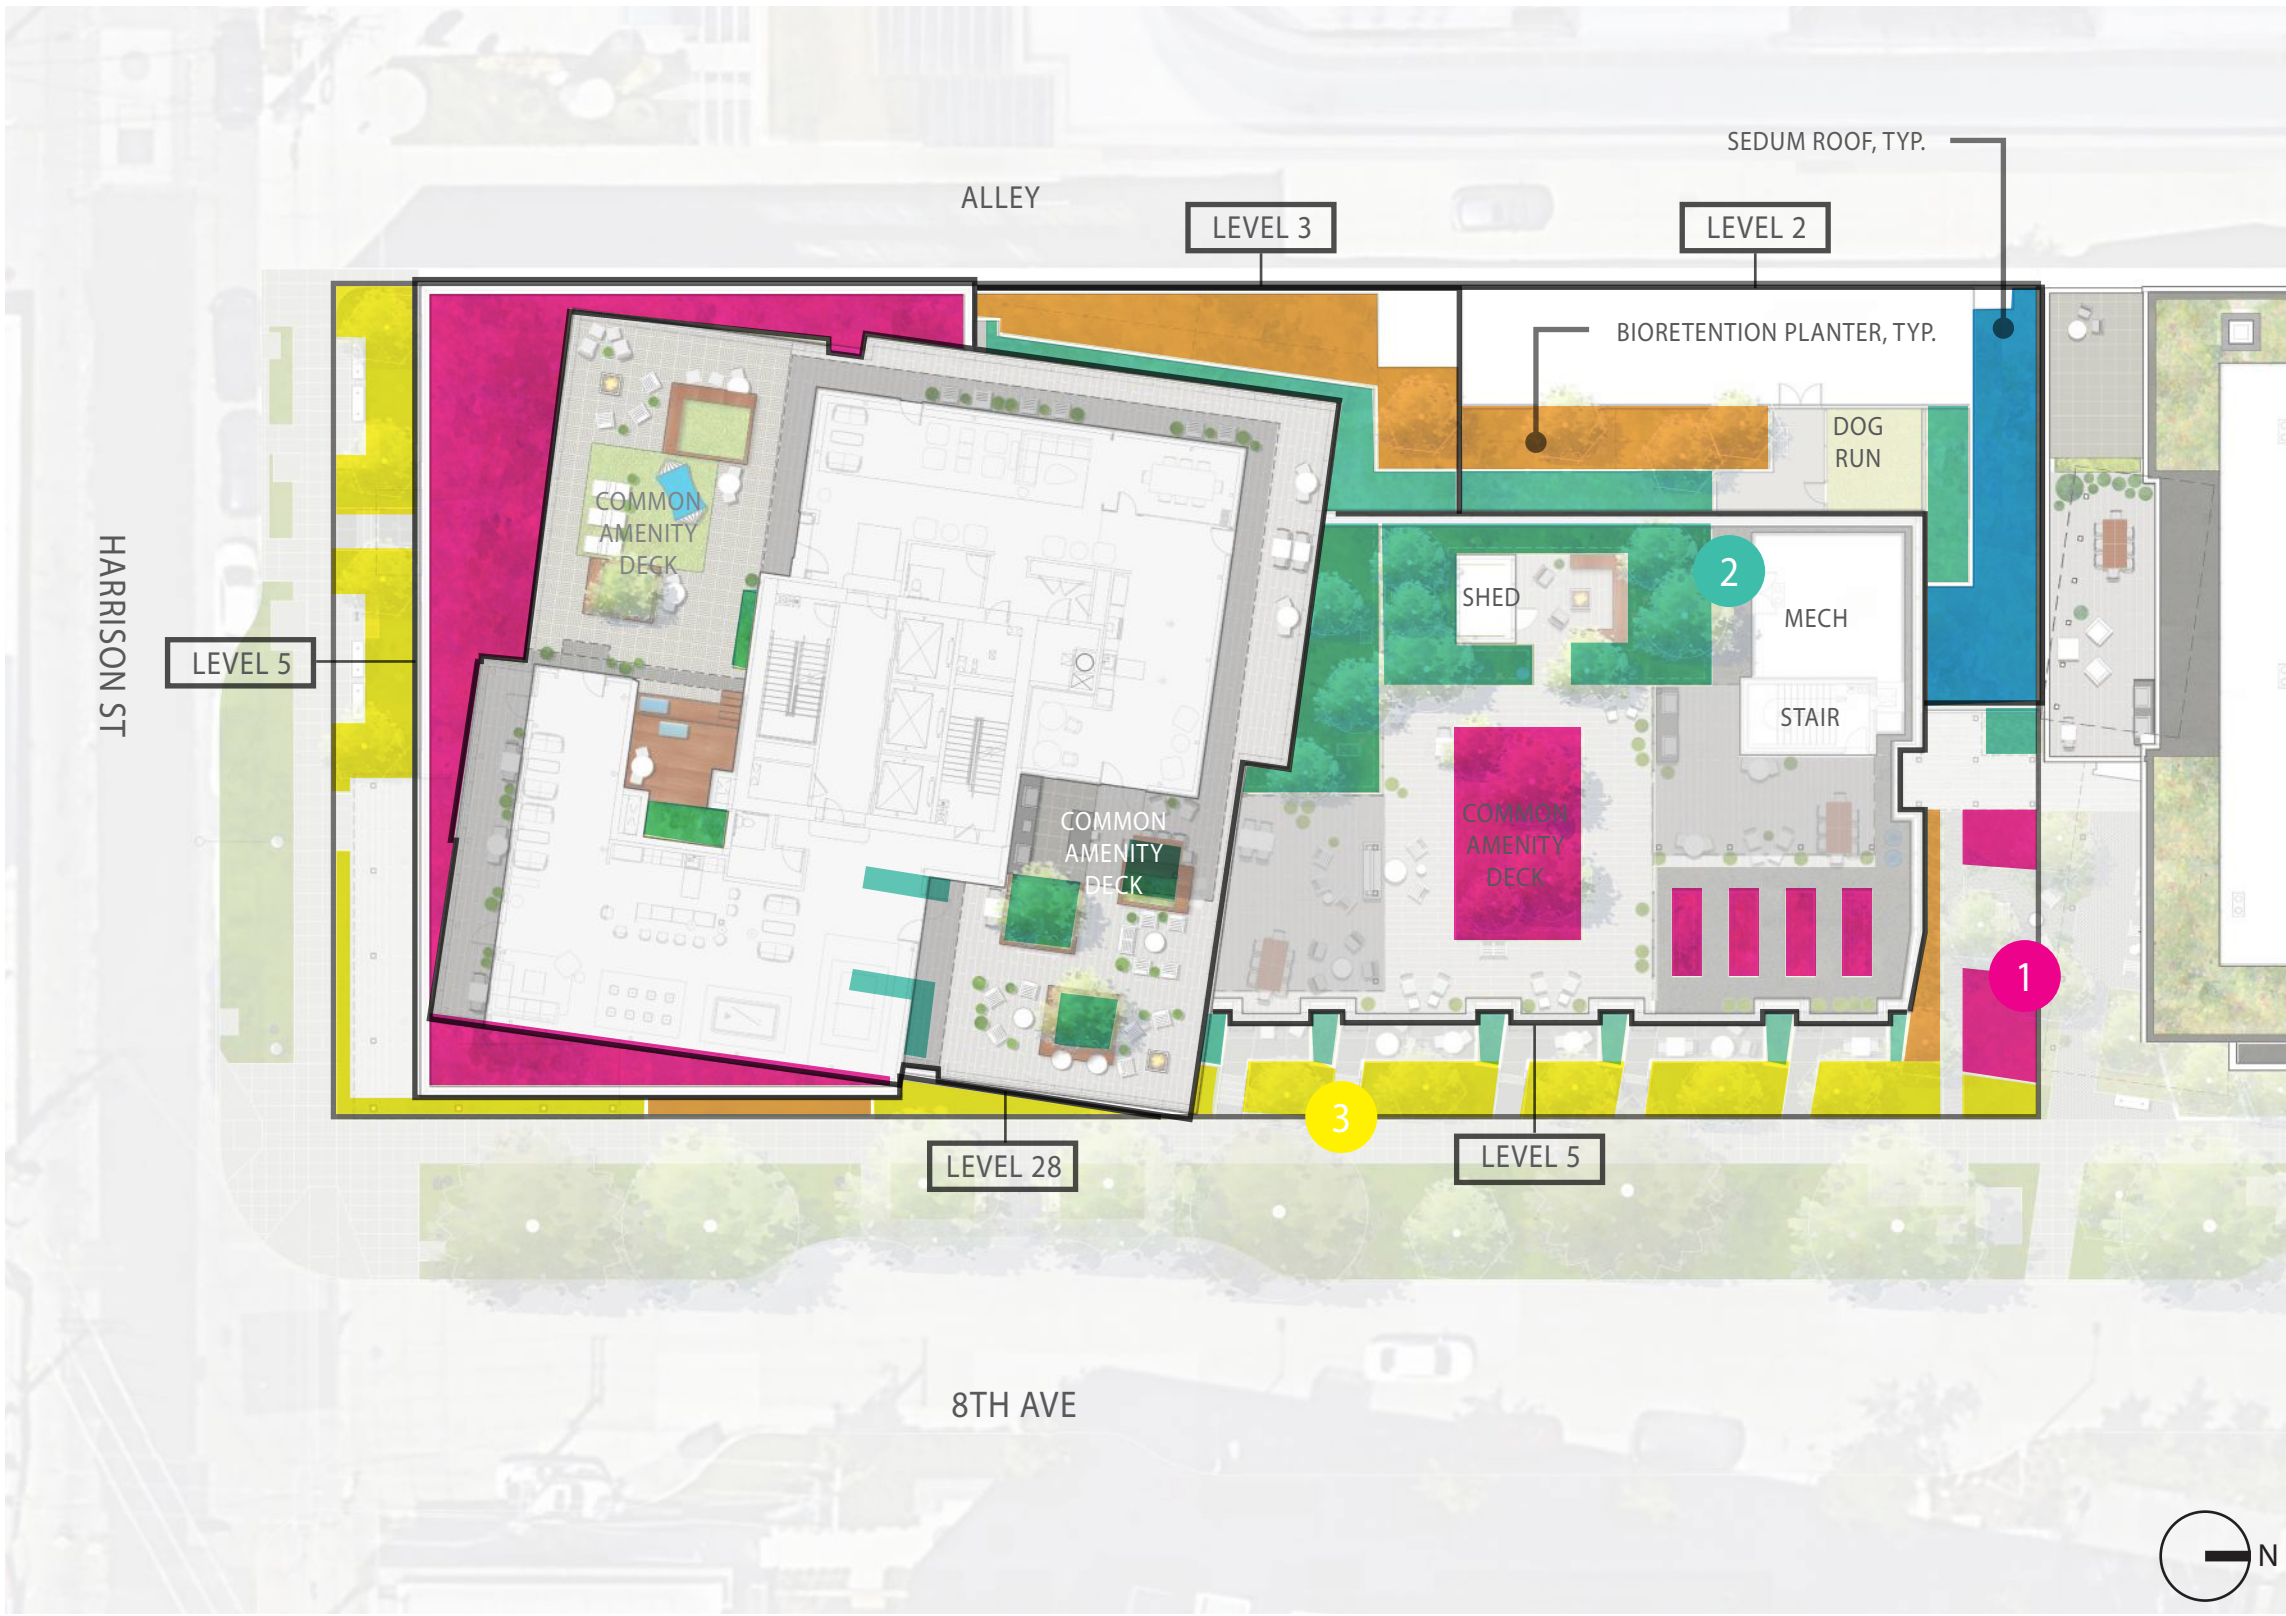 SEDUM ROOF, TYP.
ALLEY
LEVEL 3
LEVEL 2
BIORETENTION PLANTER, TYP.
DOG
RUN
COMMON
AMENITY
DECK
HARRISON ST
2
SHED
MECH
LEVEL 5
STAIR
COMMON
AMENITY
DECK
COMMON
AMENITY
DECK
1
3
LEVEL 28
LEVEL 5
8TH AVE
N